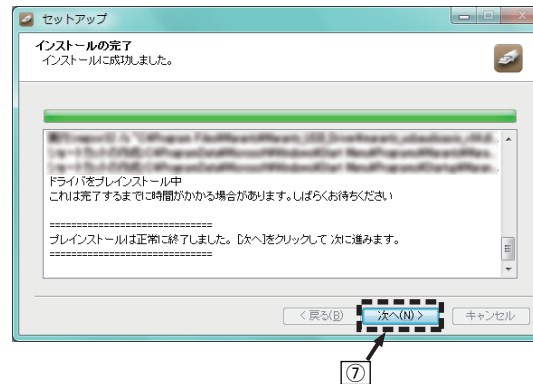 セットアップ
インストールの完了
インストールに成功しました。
ドライバをプレインストール中
これは完了するまでに時間がかかる場合があります。しばらくお待ちください
==============================
プレインストールは正常に終了しました。[次へ]をクリックして次に進みます。
==============================
< 戻る(B)
次へ(N) >
キャンセル
⑦